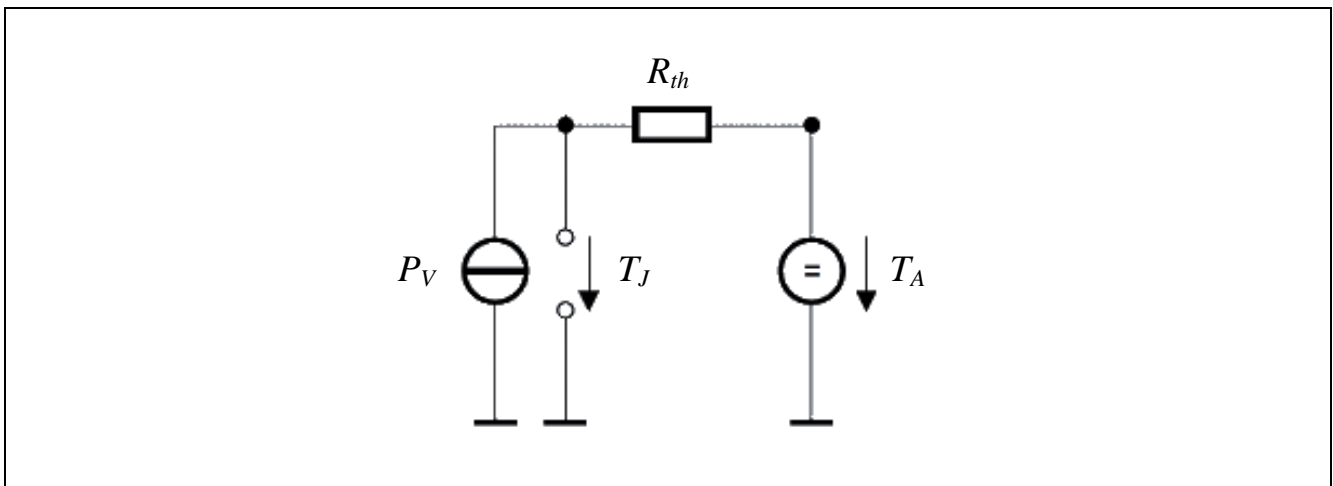 R_th
P_V
T_J
=
T_A